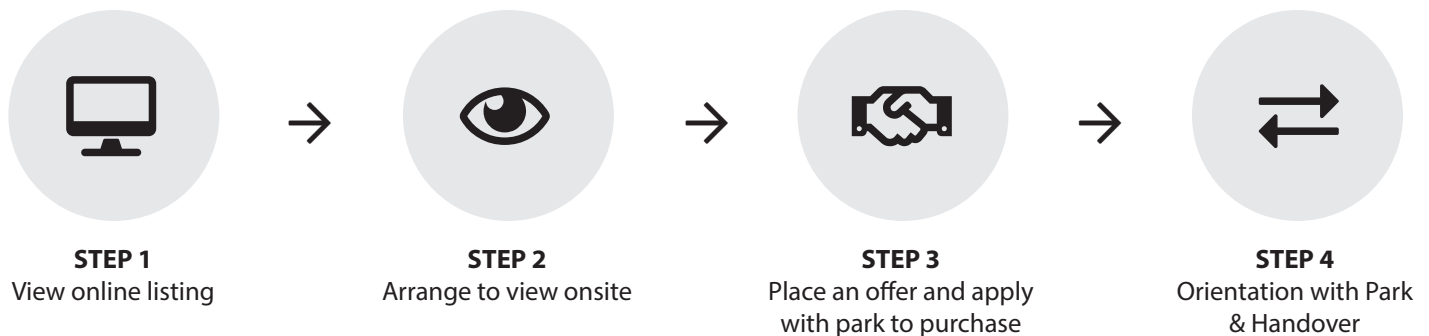 STEP 1
View online listing
STEP 2
Arrange to view onsite
STEP 3
Place an offer and apply
with park to purchase
STEP 4
Orientation with Park
& Handover